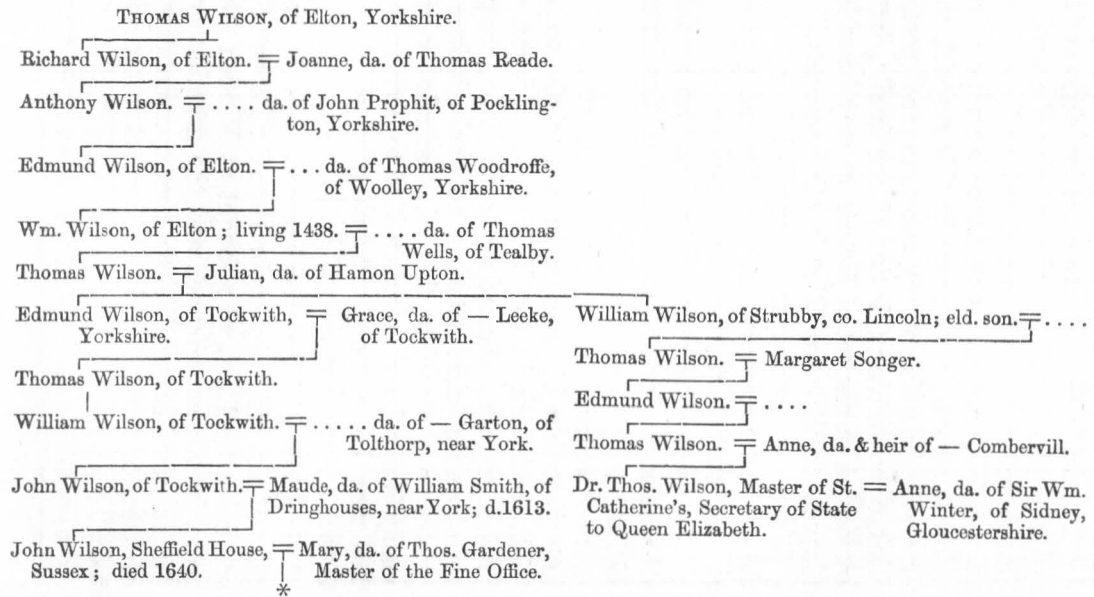 THOMAS WILSON, of Elton, Yorkshire.
Richard Wilson, of Elton. = Joanne, da. of Thomas Reade.
Anthony Wilson. = .... da. of John Prophit, of Pockling-
ton, Yorkshire.
Edmund Wilson, of Elton. = ... da. of Thomas Woodroffe,
of Woolley, Yorkshire.
Wm. Wilson, of Elton; living 1438. = .... da. of Thomas
Wells, of Tealby.
Thomas Wilson. = Julian, da. of Hamon Upton.
Edmund Wilson, of Tockwith, = Grace, da. of — Leeke,
Yorkshire. of Tockwith.
Thomas Wilson, of Tockwith.
William Wilson, of Tockwith. = ..... da. of — Garton, of
Tolthorp, near York.
John Wilson, of Tockwith. = Maude, da. of William Smith, of
Dringhouses, near York; d.1613.
John Wilson, Sheffield House, = Mary, da. of Thos. Gardener,
Sussex; died 1640. Master of the Fine Office.
*
William Wilson, of Strubby, co. Lincoln; eld. son. = ....
Thomas Wilson. = Margaret Songer.
Edmund Wilson. = ....
Thomas Wilson. = Anne, da. & heir of — Combervill.
Dr. Thos. Wilson, Master of St. = Anne, da. of Sir Wm.
Catherine's, Secretary of State Winter, of Sidney,
to Queen Elizabeth. Gloucestershire.